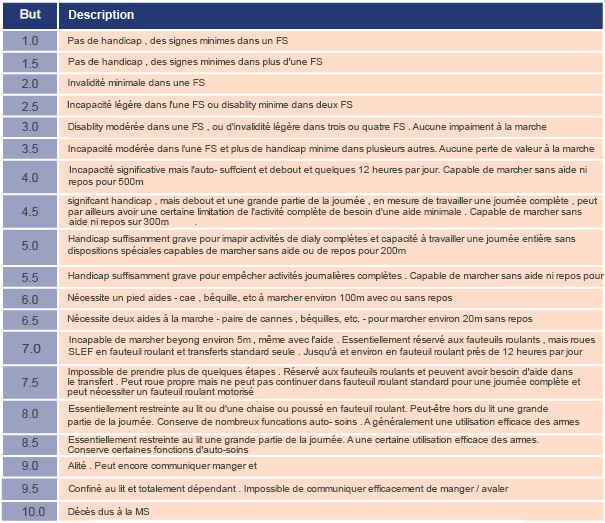 But Description
1.0 Pas de handicap , des signes minimes dans un FS
1.5 Pas de handicap , des signes minimes dans plus d'une FS
2.0 Invalidité minimale dans une FS
2.5 Incapacité légère dans l'une FS ou disablity minime dans deux FS
3.0 Disablity modérée dans une FS , ou d'invalidité légère dans trois ou quatre FS . Aucune impaiment à la marche
3.5 Incapacité modérée dans l'une FS et plus de handicap minime dans plusieurs autres. Aucune perte de valeur à la marche
4.0 Incapacité significative mais l'auto- suffcient et debout et quelques 12 heures par jour. Capable de marcher sans aide ni
repos pour 500m
4.5 signifcant handicap , mais debout et une grande partie de la journée , en mesure de travailler une journée complète , peut
par ailleurs avoir une certaine limitation de l'activité complète de besoin d'une aide minimale . Capable de marcher sans
aide ni repos sur 300m .
5.0 Handicap suffisamment grave pour imapir activités de dialy complètes et capacité à travailler une journée entière sans
dispositions spéciales capables de marcher sans aide ou de repos pour 200m
5.5 Handicap suffisamment grave pour empêcher activités journalières complètes . Capable de marcher sans aide ni repos pour
6.0 Nécessite un pied aides - cae , béquille, etc à marcher environ 100m avec ou sans repos
6.5 Nécessite deux aides à la marche - paire de cannes , béquilles, etc. - pour marcher environ 20m sans repos
7.0 Incapable de marcher beyong environ 5m , même avec l'aide . Essentiellement réservé aux fauteuils roulants , mais roues
SLEF en fauteuil roulant et transferts standard seule . Jusqu'à et environ en fauteuil roulant près de 12 heures par jour
7.5 Impossible de prendre plus de quelques étapes . Réservé aux fauteuils roulants et peuvent avoir besoin d'aide dans
le transfert . Peut roue propre mais ne peut pas continuer dans fauteuil roulant standard pour une journée complète et
peut nécessiter un fauteuil roulant motorisé
8.0 Essentiellement restreinte au lit ou d'une chaise ou poussé en fauteuil roulant. Peut-être hors du lit une grande
partie de la journée. Conserve de nombreux funcations auto- soins . A généralement une utilisation efficace des armes
8.5 Essentiellement restreinte au lit une grande partie de la journée. A une certaine utilisation efficace des armes.
Conserve certaines fonctions d'auto-soins
9.0 Alité . Peut encore communiquer manger et
9.5 Confiné au lit et totalement dépendant . Impossible de communiquer efficacement de manger / avaler
10.0 Décès dus à la MS